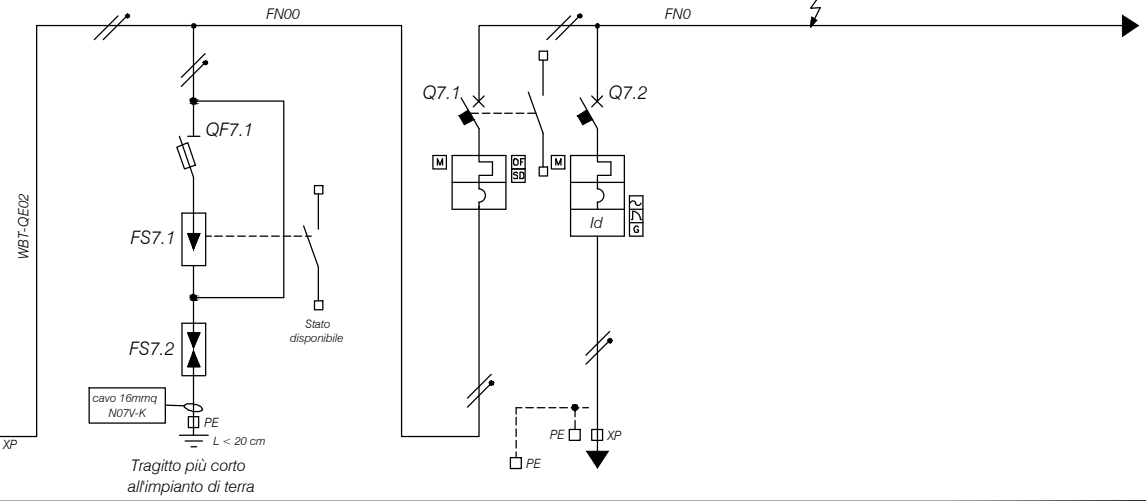 FN00
FN0
Q7.1
Q7.2
QF7.1
M
OF
SD
M
WBT-QE02
Id
G
FS7.1
Stato
disponibile
FS7.2
cavo 16mmq
N07V-K
PE
L < 20 cm
XP
PE
XP
PE
Tragitto più corto
all'impianto di terra